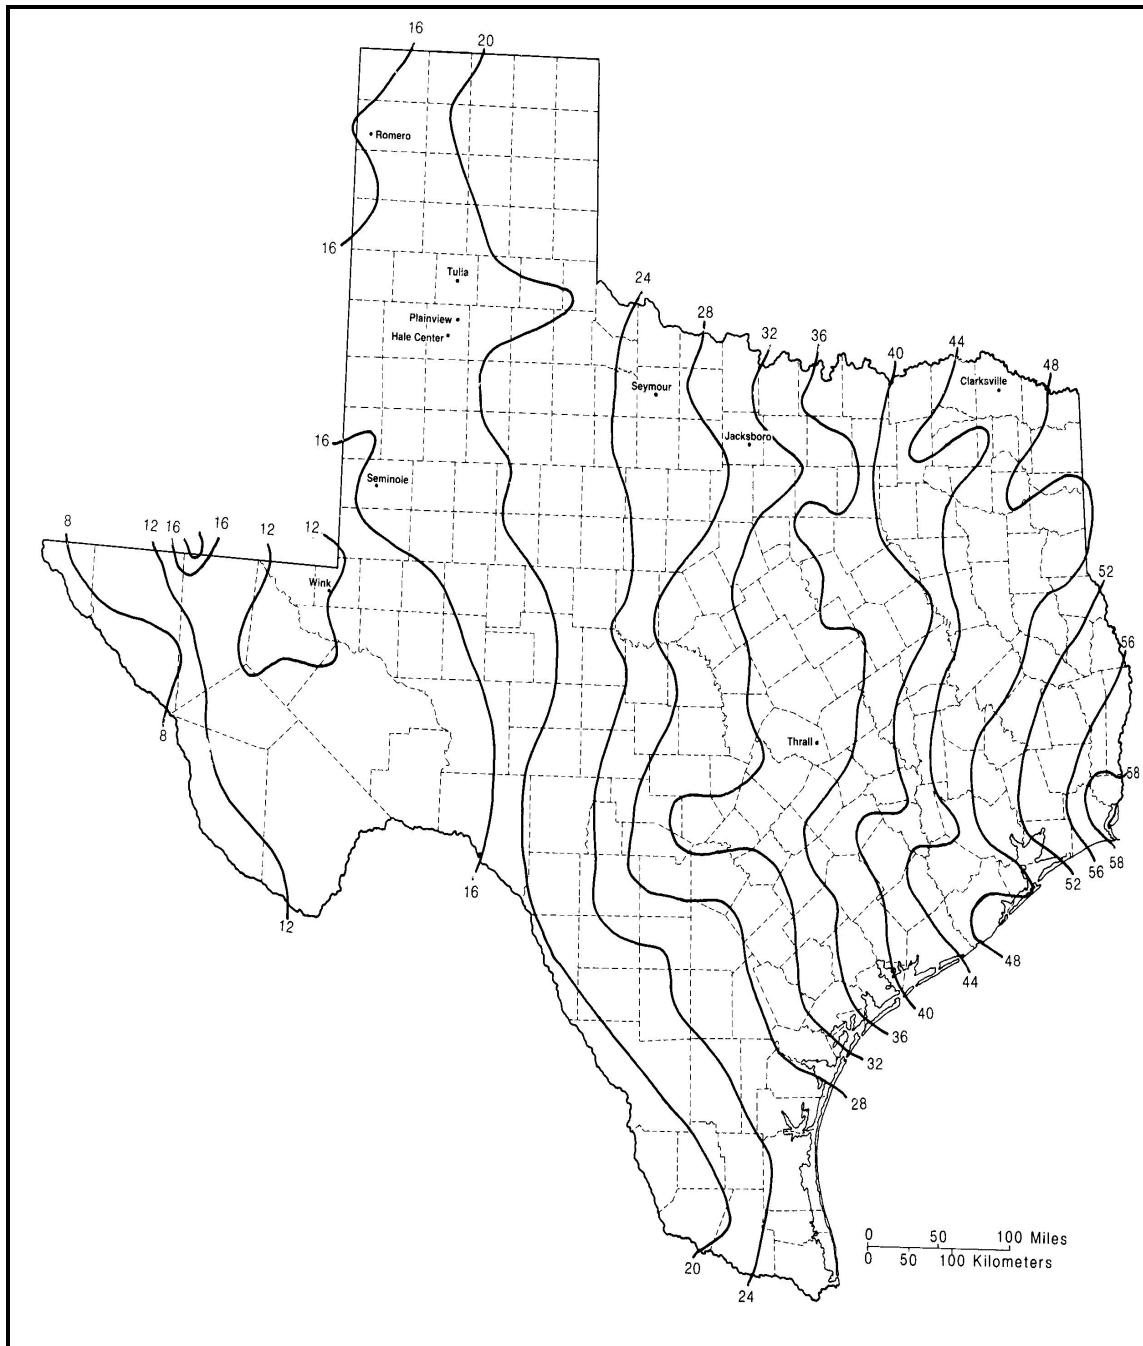 16
20
Romero
16
Tulia
24
Plainview
28
Hale Center
32
36
44
40
48
Clarksville
Seymour
16
Jacksboro
Seminole
8
12
16
16
12
12
Wink
52
56
8
Thrall
58
58
56
52
16
12
48
44
40
36
32
28
0 50 100 Miles
0 50 100 Kilometers
20
24